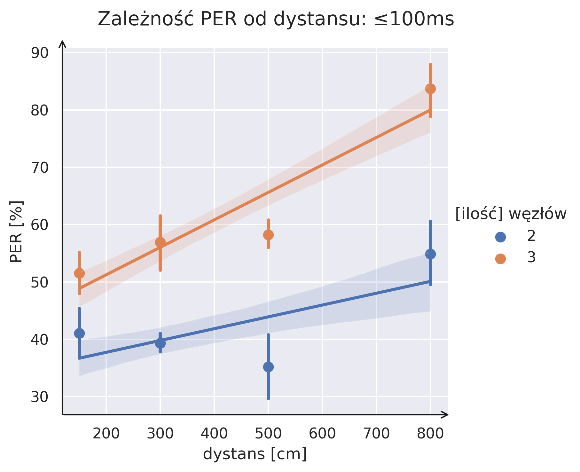 Zależność PER od dystansu: ≤100ms
PER [%]
90
80
70
60
50
40
30
200 300 400 500 600 700 800
dystans [cm]
[ilość] węzłów
2
3